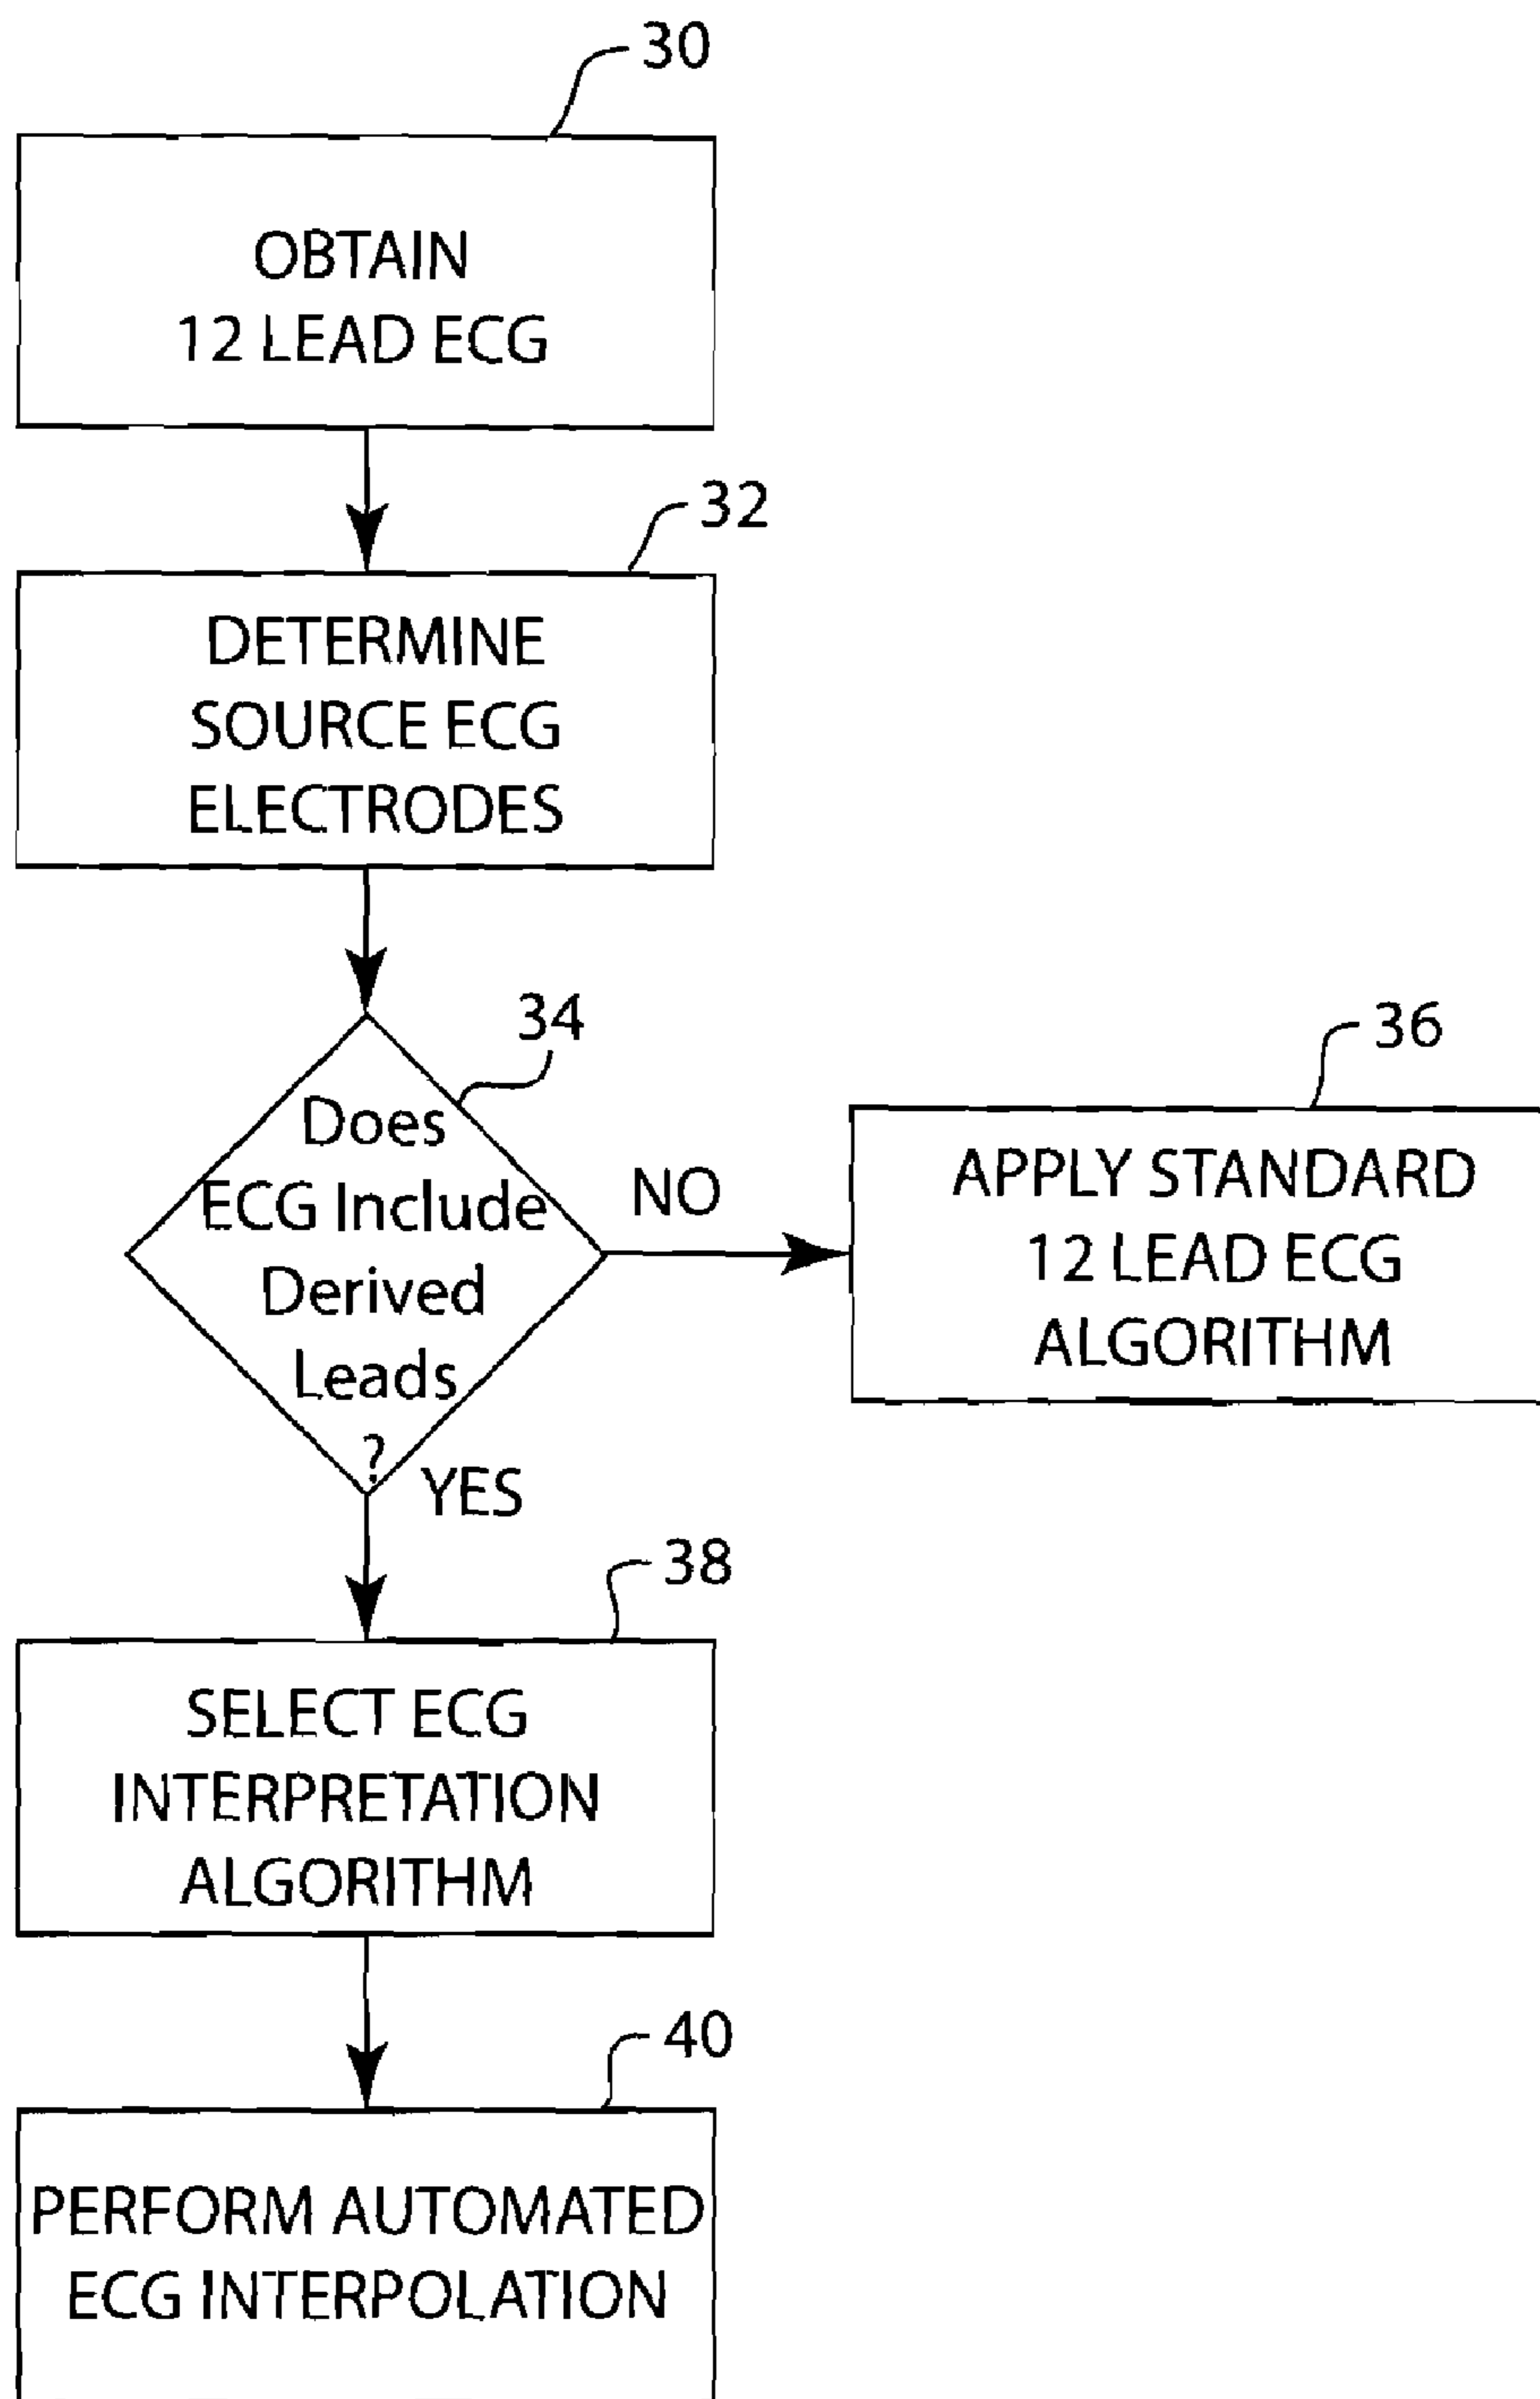 30
OBTAIN
12 LEAD ECG
32
DETERMINE
SOURCE ECG
ELECTRODES
34
Does
ECG Include
Derived
Leads
?
NO
36
APPLY STANDARD
12 LEAD ECG
ALGORITHM
YES
38
SELECT ECG
INTERPRETATION
ALGORITHM
40
PERFORM AUTOMATED
ECG INTERPOLATION